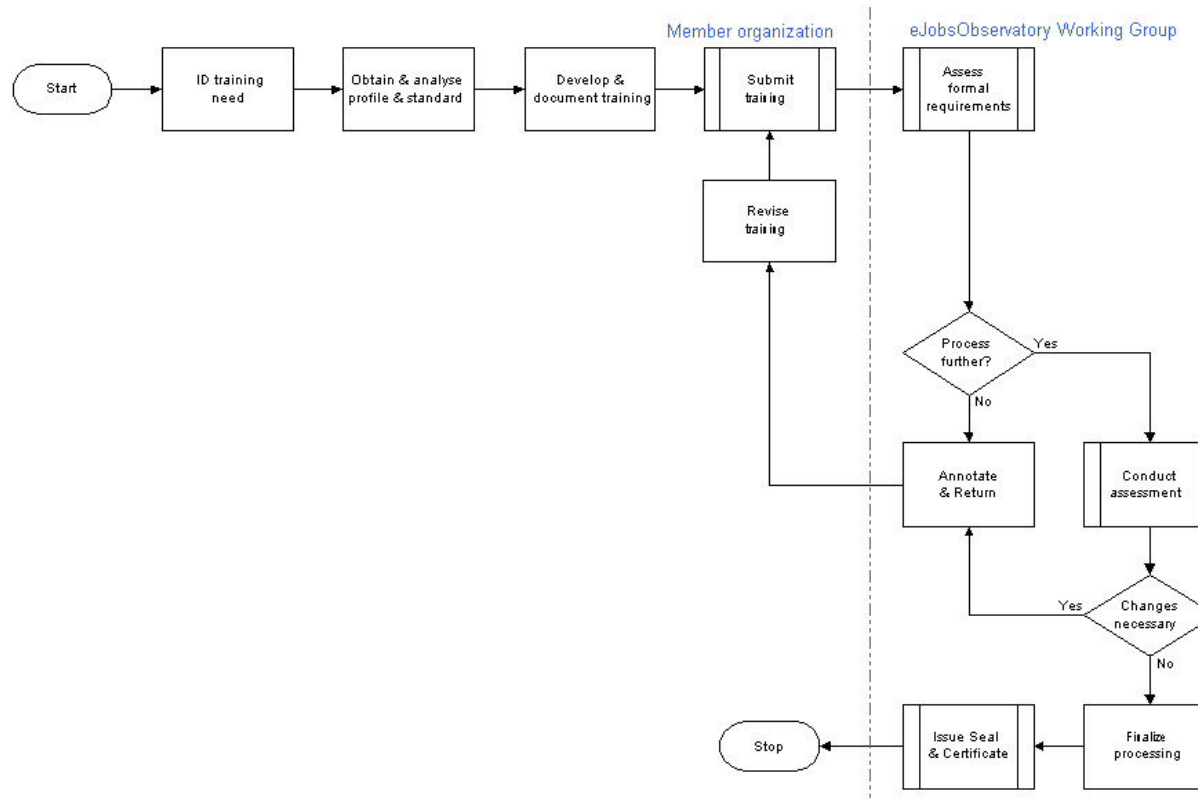 Member organization
eJobsObservatory Working Group
Start
ID training
need
Obtain & analyse
profile & standard
Develop &
document training
Submit
training
Assess
formal
requirements
Revise
training
Process
further?
Yes
No
Annotate
& Return
Conduct
assessment
Yes
Changes
necessary
No
Stop
Issue Seal
& Certificate
Finalize
processing